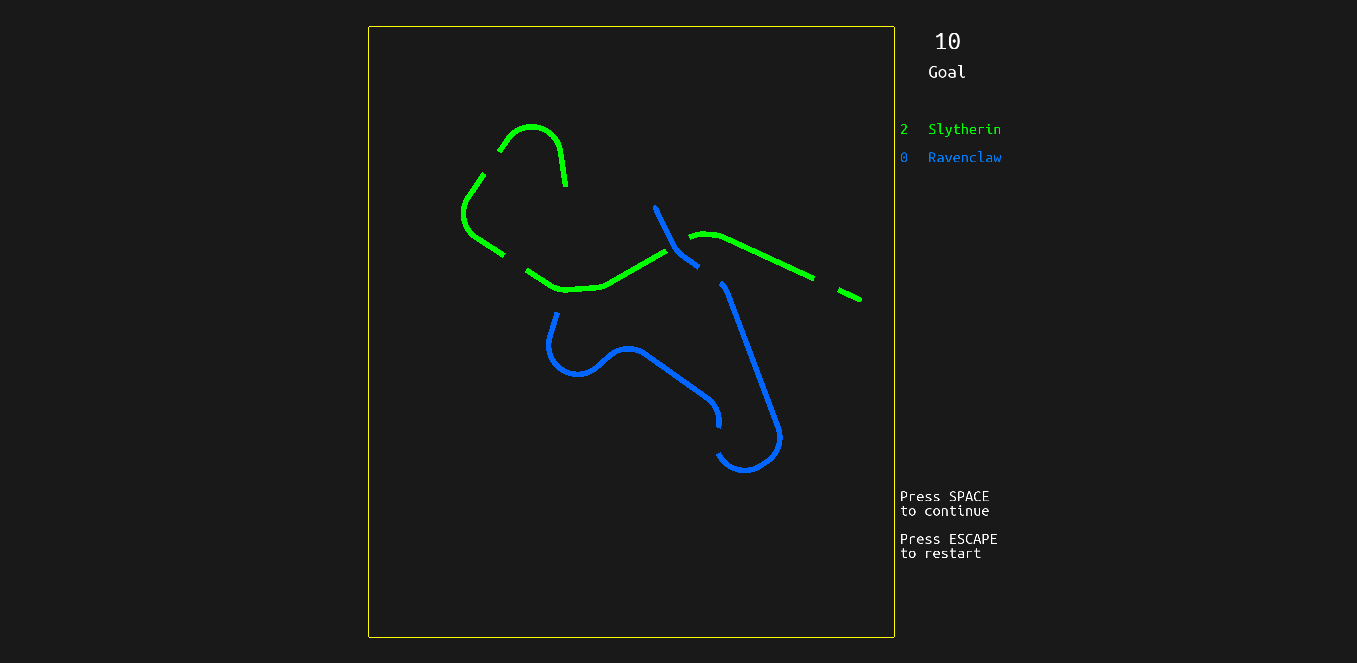 10
Goal
2 Slytherin
0 Ravenclaw
Press SPACE
to continue
Press ESCAPE
to restart